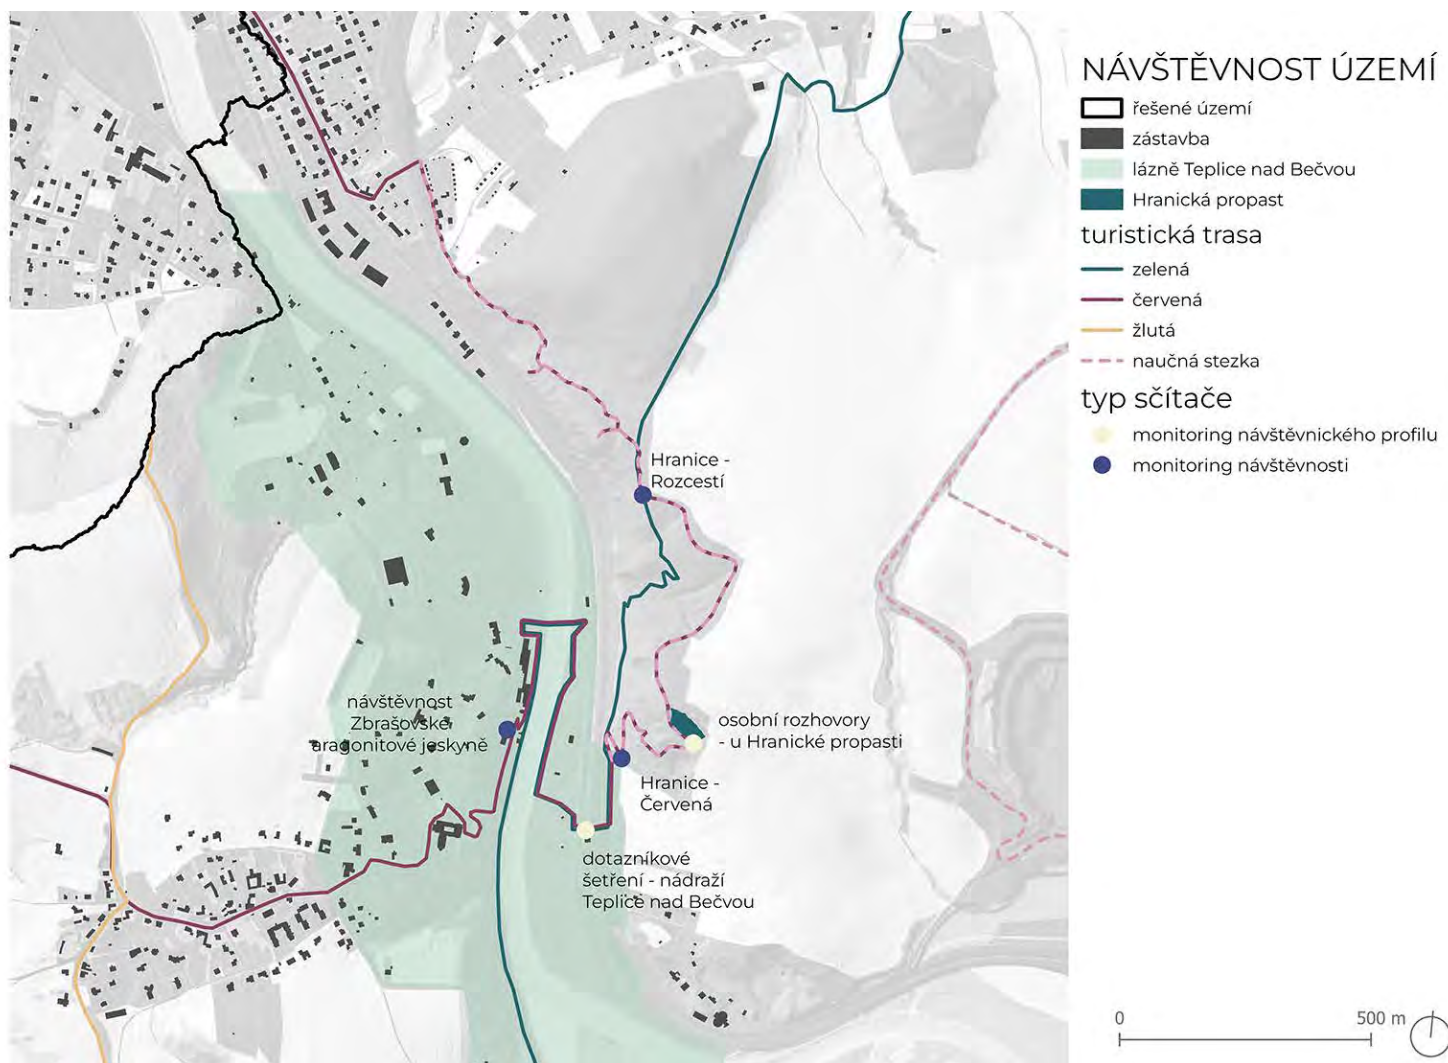 NÁVŠTĚVNOST ÚZEMÍ
řešené území
zástavba
lázně Teplice nad Bečvou
Hranická propast
turistická trasa
zelená
červená
žlutá
naučná stezka
typ sčítače
monitoring návštěvnického profilu
monitoring návštěvnosti
Hranice -
Rozcestí
návštěvnost
Zbrašovské
aragonitové jeskyně
osobní rozhovory
- u Hranické propasti
Hranice -
Červená
dotazníkové
šetření - nádraží
Teplice nad Bečvou
0 500 m